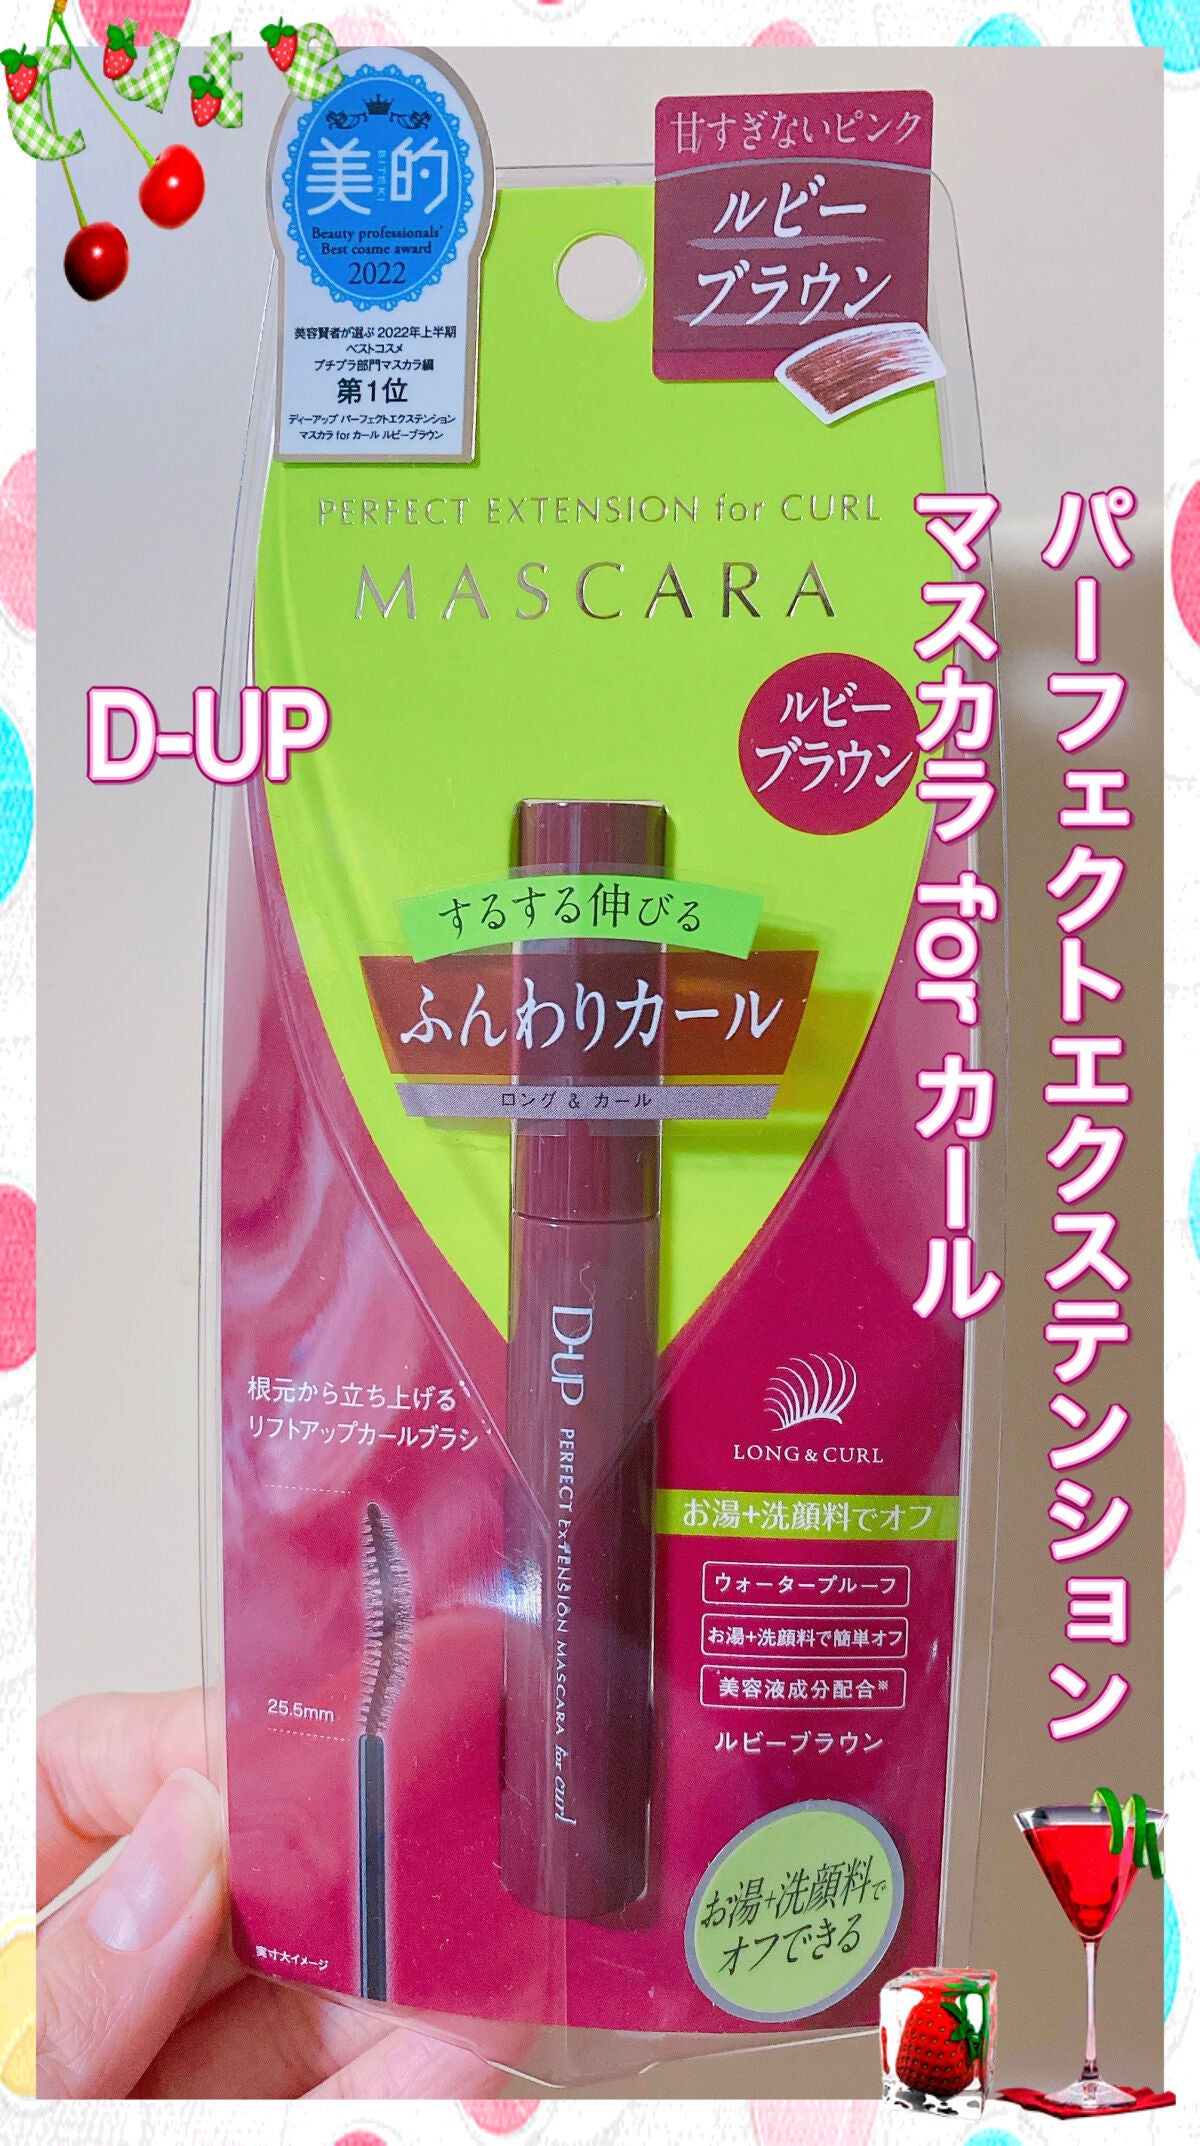 Cute
美的
BITEKI
Beauty professionals'
Best cosme award
2022
美容賢者が選ぶ 2022年上半期
ベストコスメ
プチプラ部門マスカラ編
第1位
ディーアップ パーフェクトエクステンション
マスカラ for カール ルビーブラウン
甘すぎないピンク
ルビー
ブラウン
PERFECT EXTENSION for CURL
MASCARA
ルビー
ブラウン
パーフェクトエクステンション
マスカラ for カール
D-UP
するする伸びる
ふんわりカール
ロング & カール
D-UP
PERFECT EXTENSION MASCARA for curl
根元から立ち上げる
リフトアップカールブラシ
25.5mm
実寸大イメージ
LONG & CURL
お湯+洗顔料でオフ
ウォータープルーフ
お湯+洗顔料で簡単オフ
美容液成分配合※
ルビーブラウン
お湯+洗顔料で
オフできる